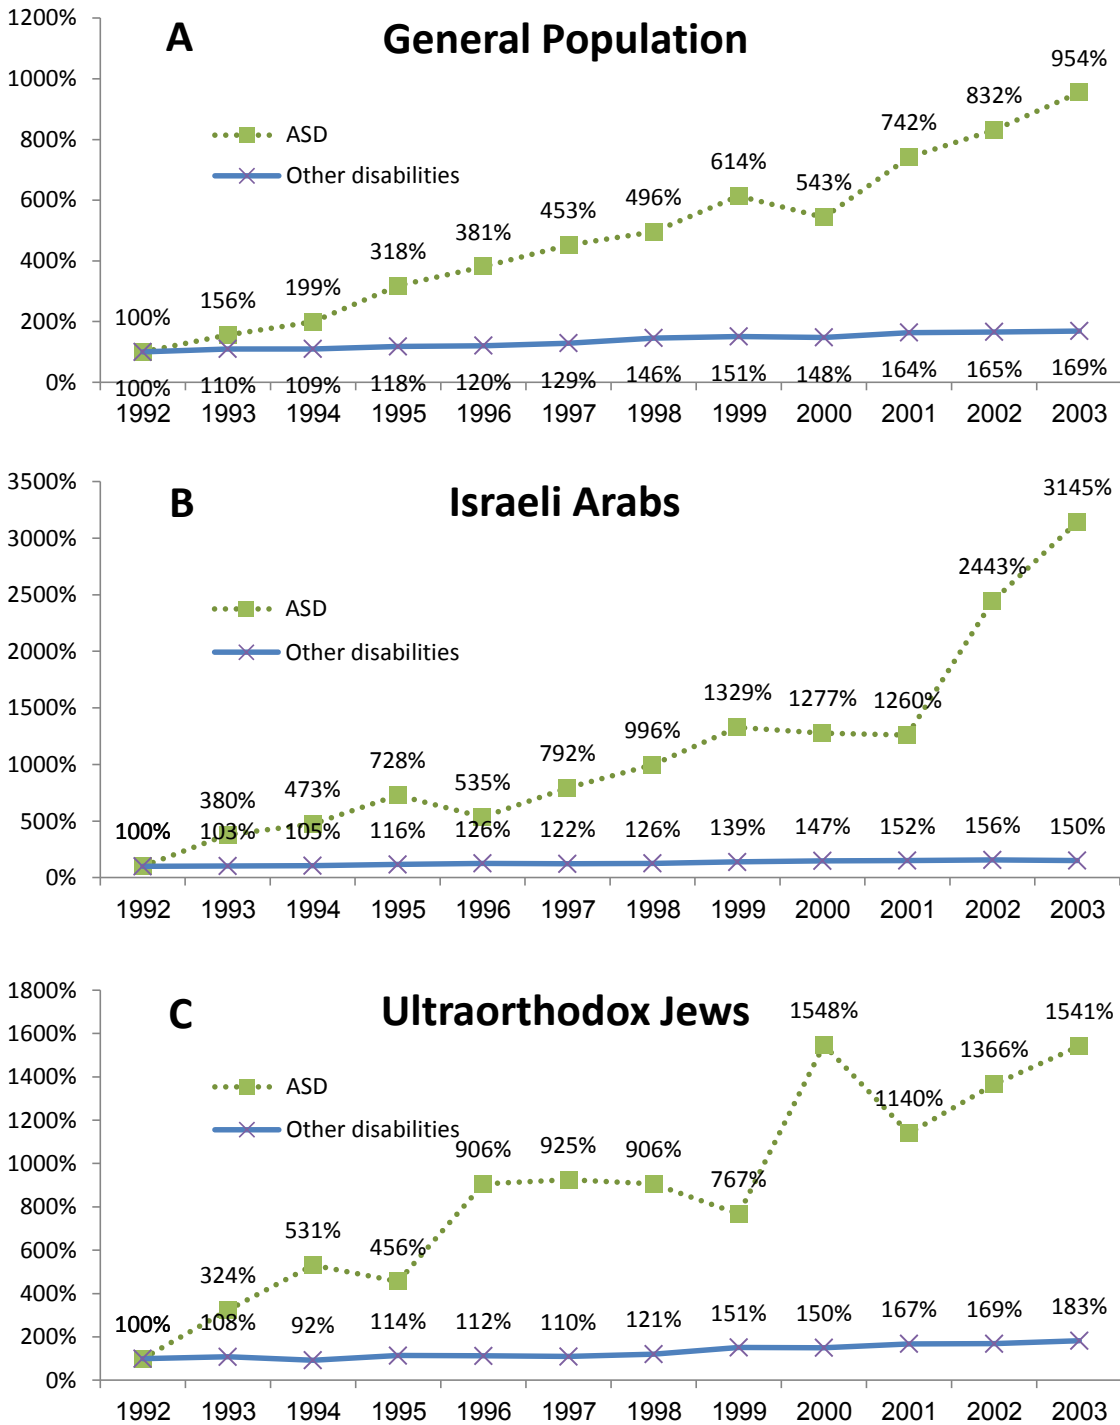 A General Population
1200%
1000%
800%
600%
400%
200%
0%
ASD
Other disabilities
100% 156% 199% 318% 381% 453% 496% 614% 543% 742% 832% 954%
100% 110% 109% 118% 120% 129% 146% 151% 148% 164% 165% 169%
1992 1993 1994 1995 1996 1997 1998 1999 2000 2001 2002 2003
B Israeli Arabs
3500%
3000%
2500%
2000%
1500%
1000%
500%
0%
ASD
Other disabilities
100% 380% 473% 728% 535% 792% 996% 1329% 1277% 1260% 2443% 3145%
100% 103% 105% 116% 126% 122% 126% 139% 147% 152% 156% 150%
1992 1993 1994 1995 1996 1997 1998 1999 2000 2001 2002 2003
C Ultraorthodox Jews
1800%
1600%
1400%
1200%
1000%
800%
600%
400%
200%
0%
ASD
Other disabilities
100% 324% 531% 456% 906% 925% 906% 767% 1548% 1140% 1366% 1541%
100% 108% 92% 114% 112% 110% 121% 151% 150% 167% 169% 183%
1992 1993 1994 1995 1996 1997 1998 1999 2000 2001 2002 2003